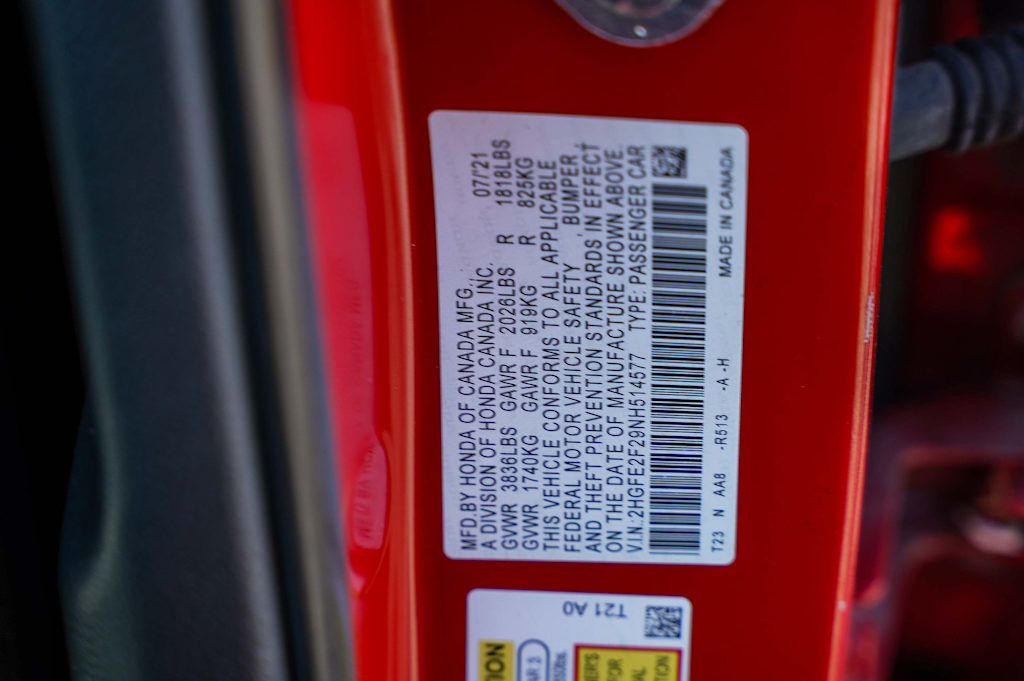 MFD.BY HONDA OF CANADA MFG., 07/'21
A DIVISION OF HONDA CANADA INC.
GVWR 3836LBS GAWR F 2026LBS R 1818LBS
GVWR 1740KG GAWR F 919KG R 825KG
THIS VEHICLE CONFORMS TO ALL APPLICABLE
FEDERAL MOTOR VEHICLE SAFETY, BUMPER,
AND THEFT PREVENTION STANDARDS IN EFFECT
ON THE DATE OF MANUFACTURE SHOWN ABOVE.
V.I.N.:2HGFE2F29NH514577 TYPE: PASSENGER CAR
T23 N AA8 -R513 -A -H MADE IN CANADA
T21 A0